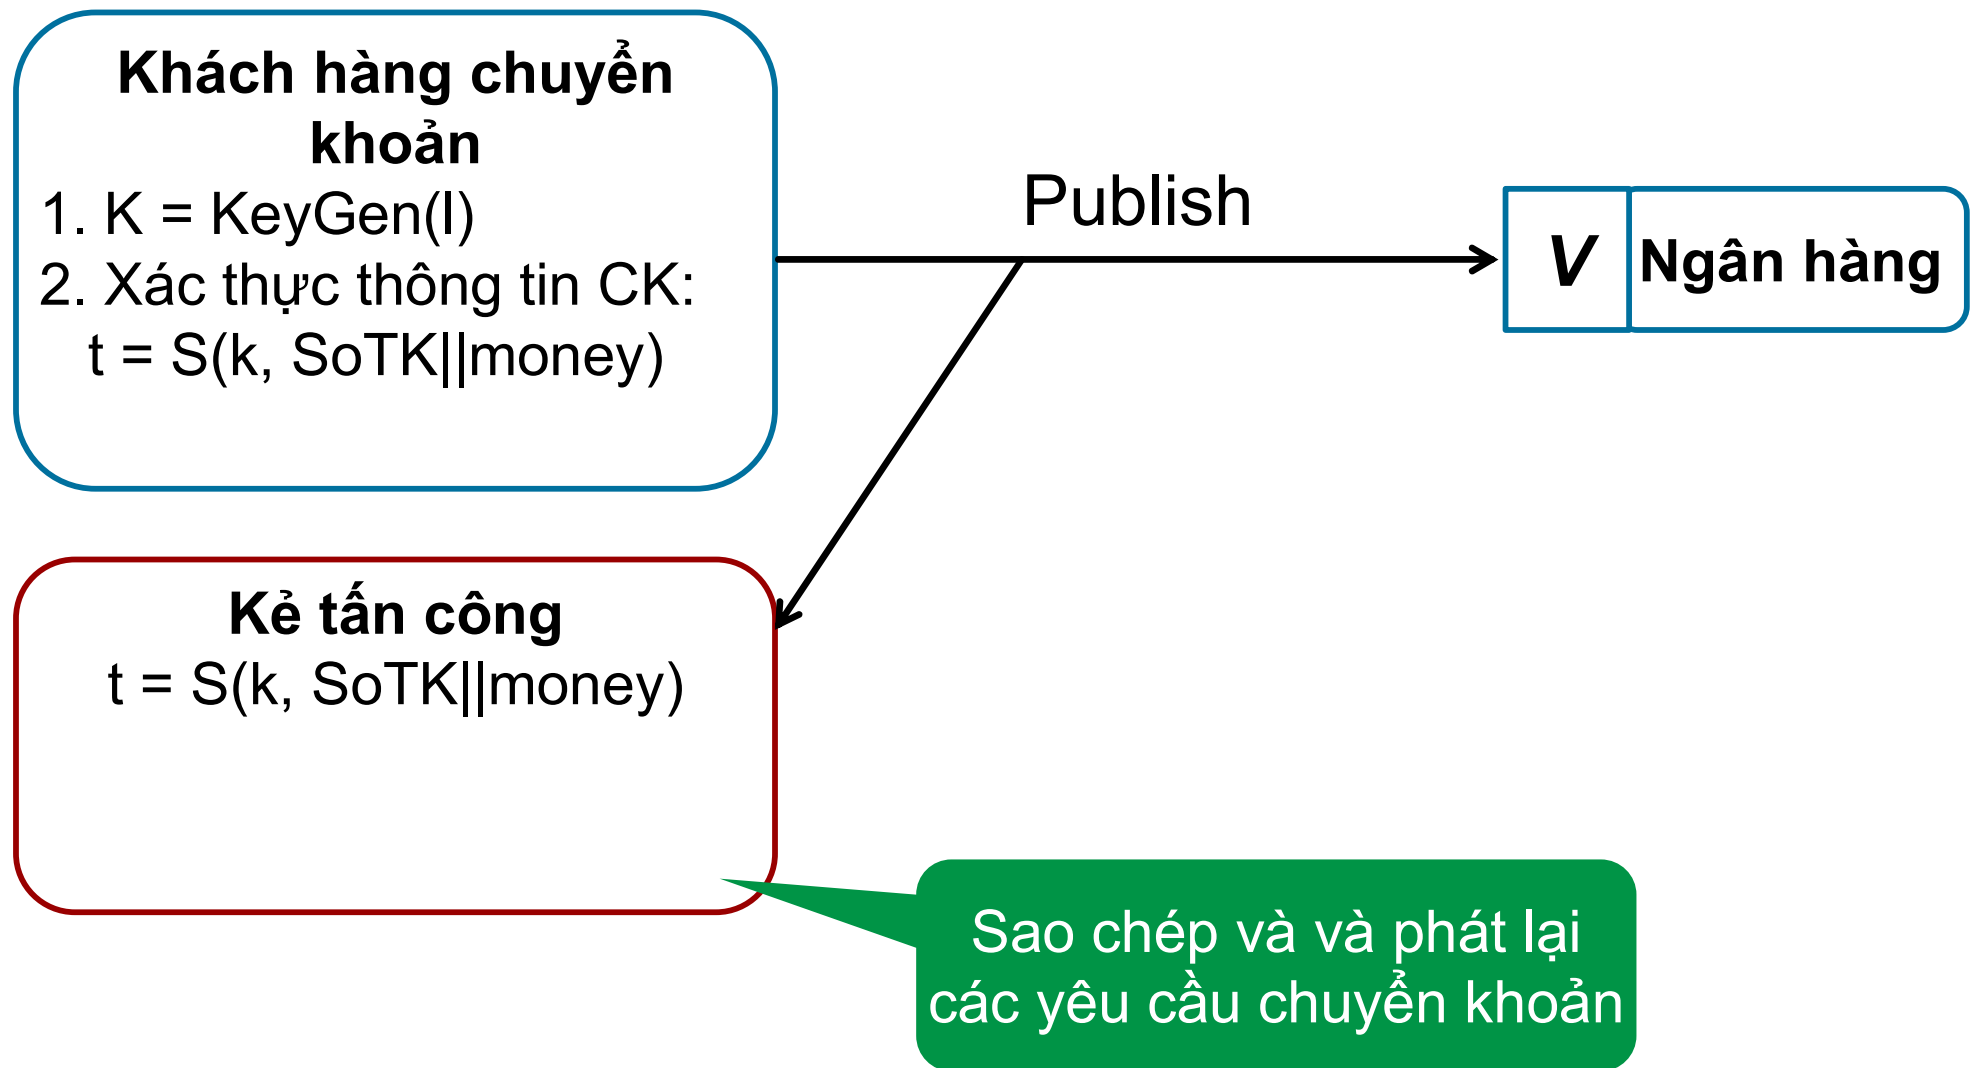 Khách hàng chuyển
khoản
1. K = KeyGen(l)
2. Xác thực thông tin CK:
t = S(k, SoTK||money)
Publish
V
Ngân hàng
Kẻ tấn công
t = S(k, SoTK||money)
Sao chép và và phát lại
các yêu cầu chuyển khoản